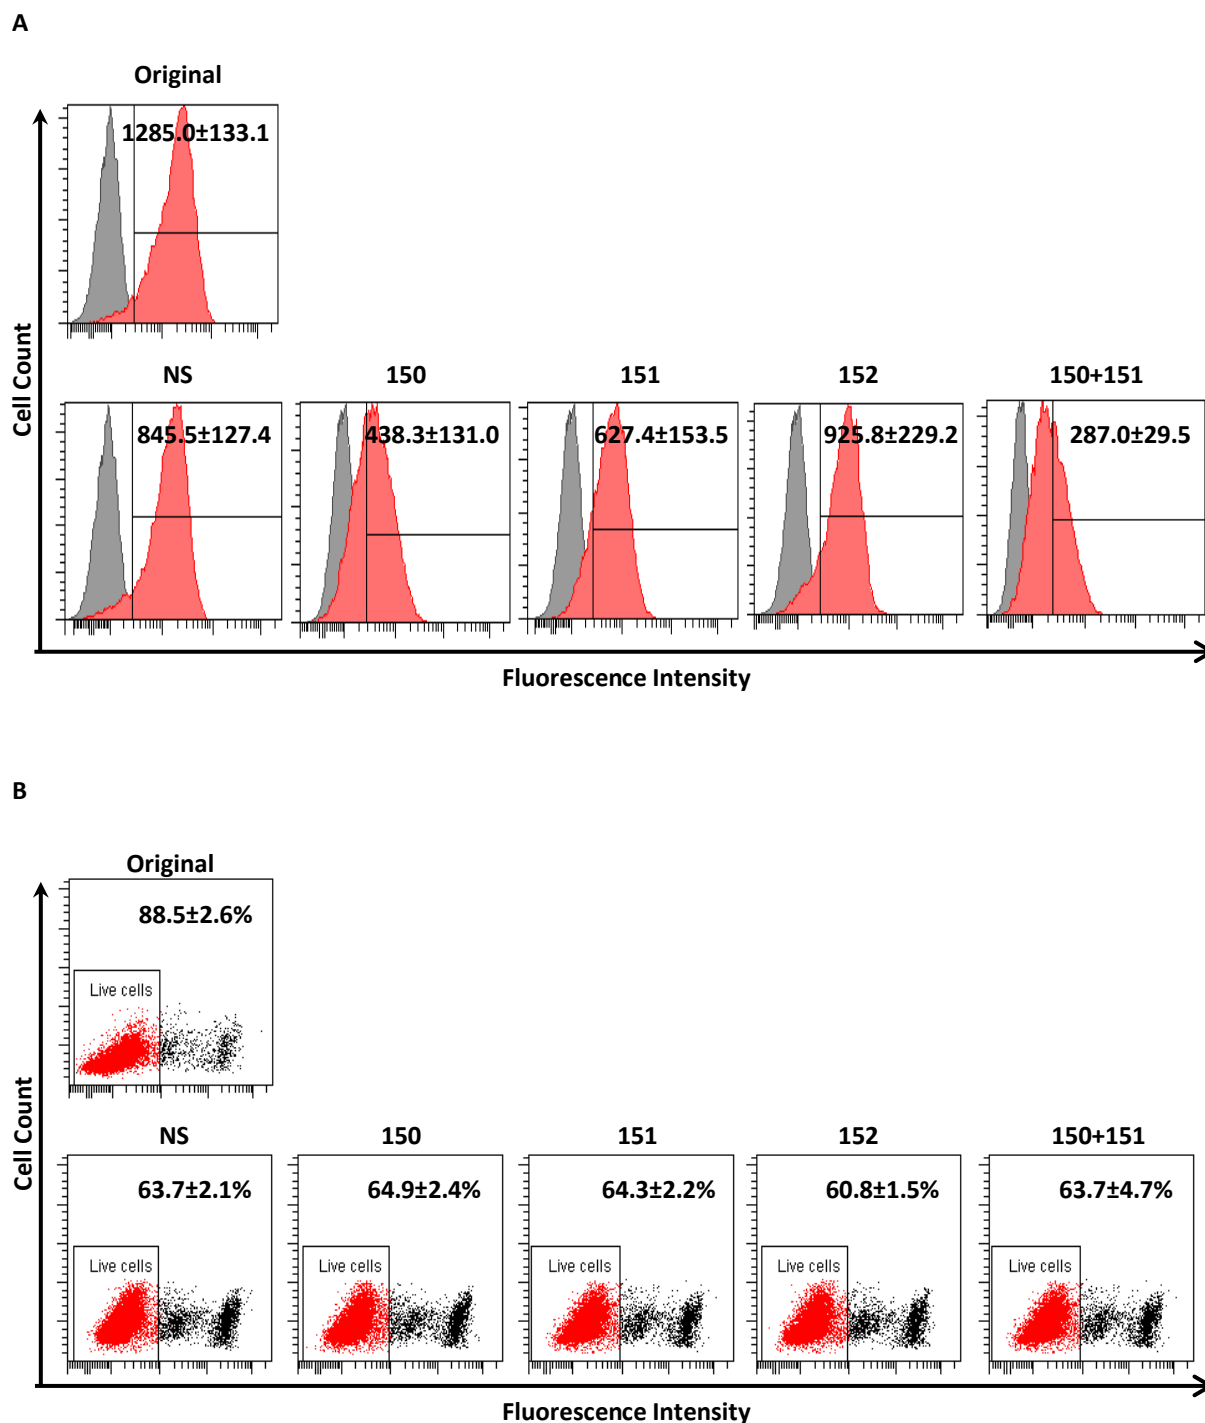 A
Original
1285.0±133.1
NS 150 151 152 150+151
845.5±127.4 438.3±131.0 627.4±153.5 925.8±229.2 287.0±29.5
Cell Count
Fluorescence Intensity
B
Original
88.5±2.6%
Live cells
NS 150 151 152 150+151
63.7±2.1% 64.9±2.4% 64.3±2.2% 60.8±1.5% 63.7±4.7%
Live cells Live cells Live cells Live cells Live cells
Cell Count
Fluorescence Intensity